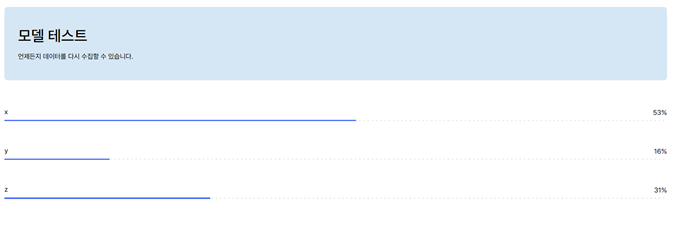 모델 테스트
언제든지 데이터를 다시 수집할 수 있습니다.
x 53%
y 16%
z 31%